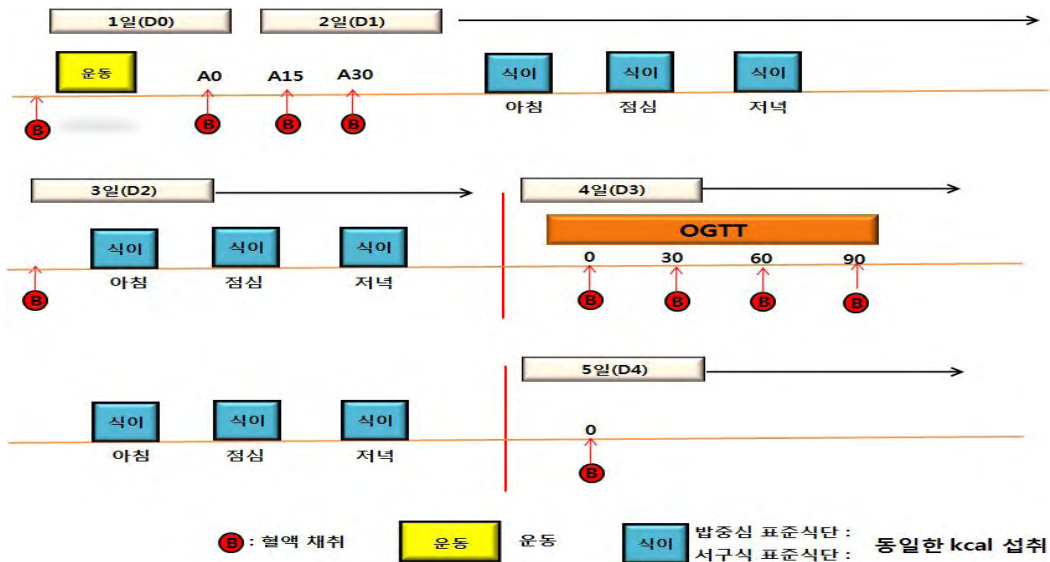 1일(D0) 2일(D1)
운동 A0 A15 A30 식이 식이 식이
아침 점심 저녁
B B B B
3일(D2) 4일(D3)
OGTT
식이 식이 식이 0 30 60 90
아침 점심 저녁
B B B B B
5일(D4)
식이 식이 식이 0
아침 점심 저녁
B
B : 혈액 채취 운동 운동 식이 밥중심 표준식단 : 동일한 kcal 섭취
서구식 표준식단 :